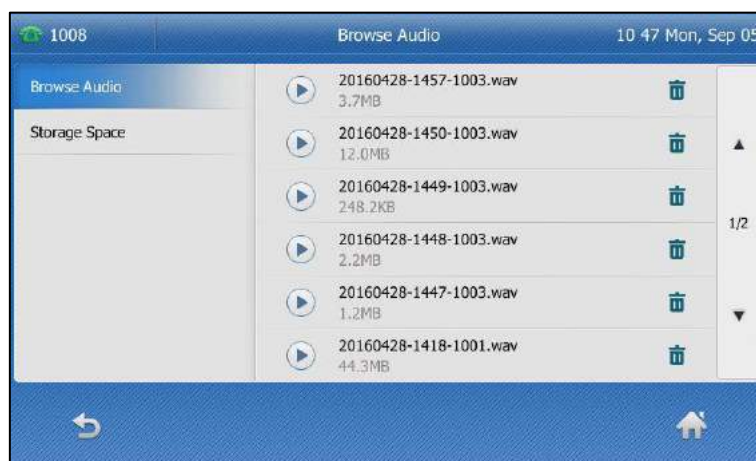 1008 Browse Audio 10 47 Mon, Sep 05
Browse Audio
Storage Space
20160428-1457-1003.wav
3.7MB
20160428-1450-1003.wav
12.0MB
20160428-1449-1003.wav
248.2KB
20160428-1448-1003.wav
2.2MB
20160428-1447-1003.wav
1.2MB
20160428-1418-1001.wav
44.3MB
1/2